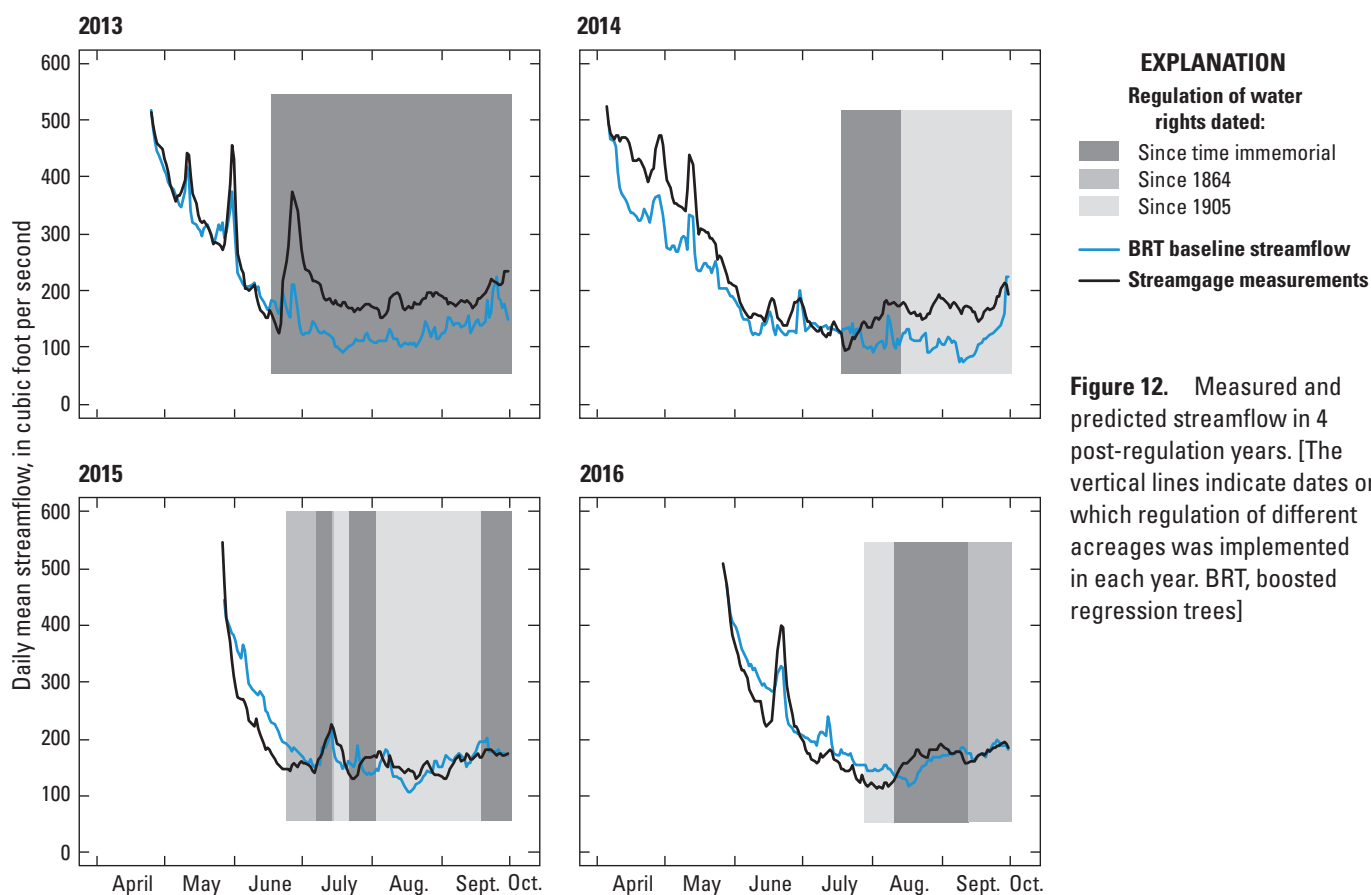 2013
2014
600
500
400
300
200
100
0
2015
2016
600
500
400
300
200
100
0
Daily mean streamflow, in cubic foot per second
April May June July Aug. Sept. Oct.
April May June July Aug. Sept. Oct.
EXPLANATION
Regulation of water
rights dated:
Since time immemorial
Since 1864
Since 1905
BRT baseline streamflow
Streamgage measurements
Figure 12. Measured and
predicted streamflow in 4
post-regulation years. [The
vertical lines indicate dates
which regulation of different
acreages was implemented
in each year. BRT, boosted
regression trees]